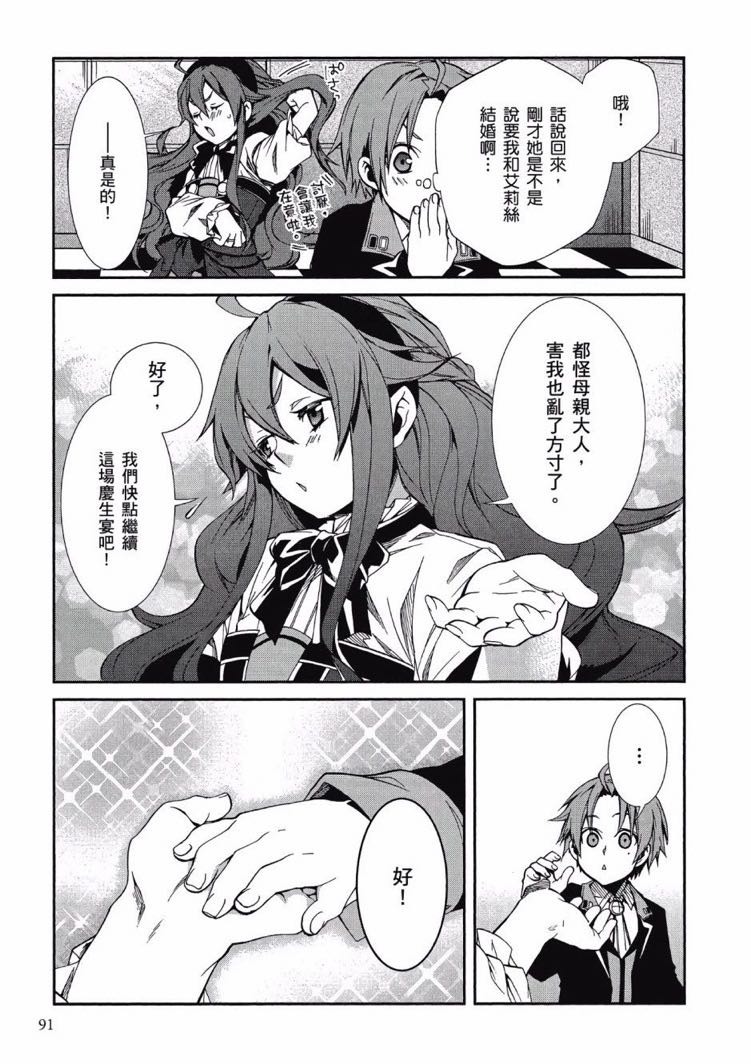 哦！
話說回來，
剛才她是不是
說要我和艾莉絲
結婚啊…
ぱさっ
討厭，
會讓我
在意啦。
——真是的！
都怪母親大人，
害我也亂了方寸了。
好了，
我們快點繼續
這場慶生宴吧！
…
好！
91